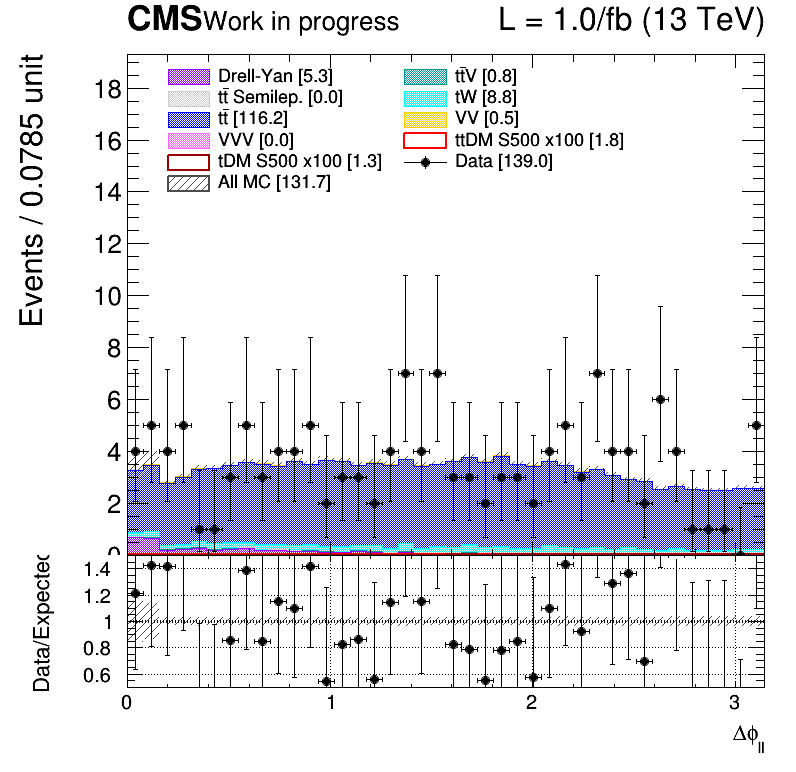 CMS Work in progress L = 1.0/fb (13 TeV)
Events / 0.0785 unit
Drell-Yan [5.3]
tt̄ Semilep. [0.0]
tt̄ [116.2]
VVV [0.0]
tDM S500 x100 [1.3]
All MC [131.7]
tt̄V [0.8]
tW [8.8]
VV [0.5]
ttDM S500 x100 [1.8]
Data [139.0]
18
16
14
12
10
8
6
4
2
0
Data/Expected
1.4
1.2
1
0.8
0.6
0 1 2 3
Δϕll